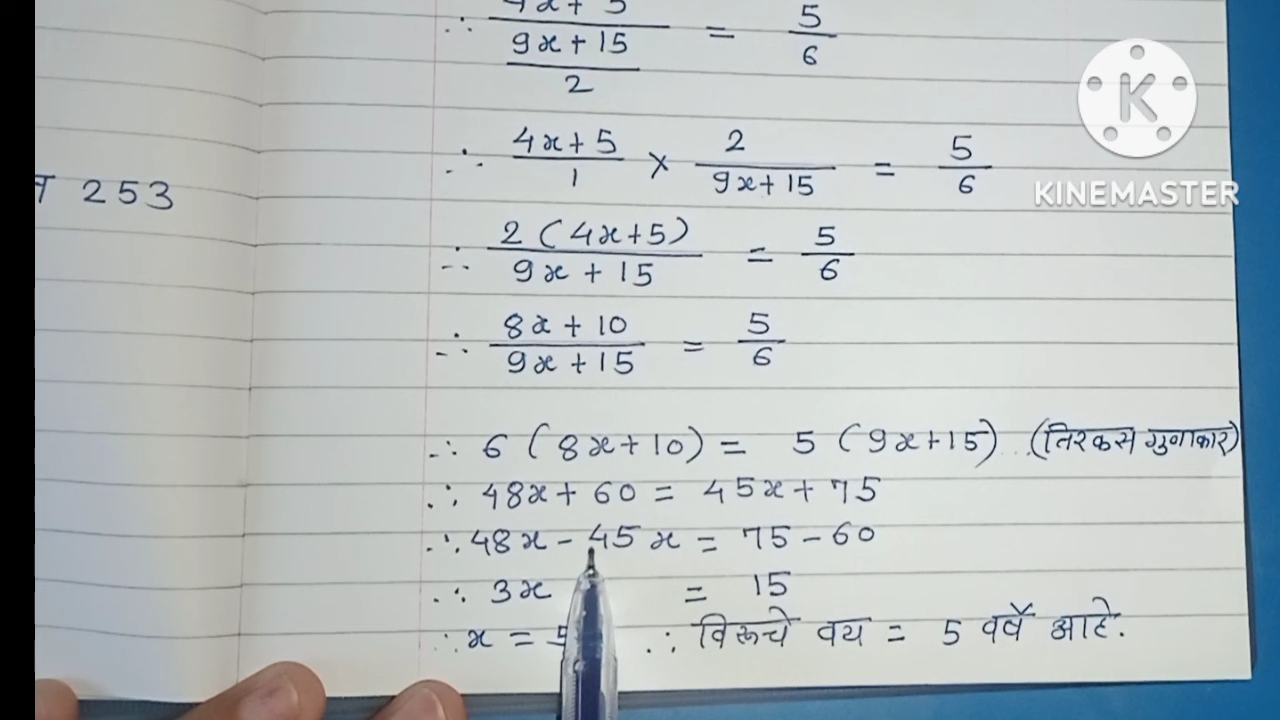 ∴ 4x + 5 / (9x + 15 / 2) = 5/6
∴ 4x + 5 / 1 × 2 / 9x + 15 = 5/6
253
∴ 2 (4x + 5) / 9x + 15 = 5/6
∴ 8x + 10 / 9x + 15 = 5/6
∴ 6 (8x + 10) = 5 (9x + 15) .. (तिरकस गुणाकार)
∴ 48x + 60 = 45x + 75
∴ 48x - 45x = 75 - 60
∴ 3x = 15
∴ x = 5 ∴ विरूचे वय = 5 वर्षे आहे.
K
KINEMASTER